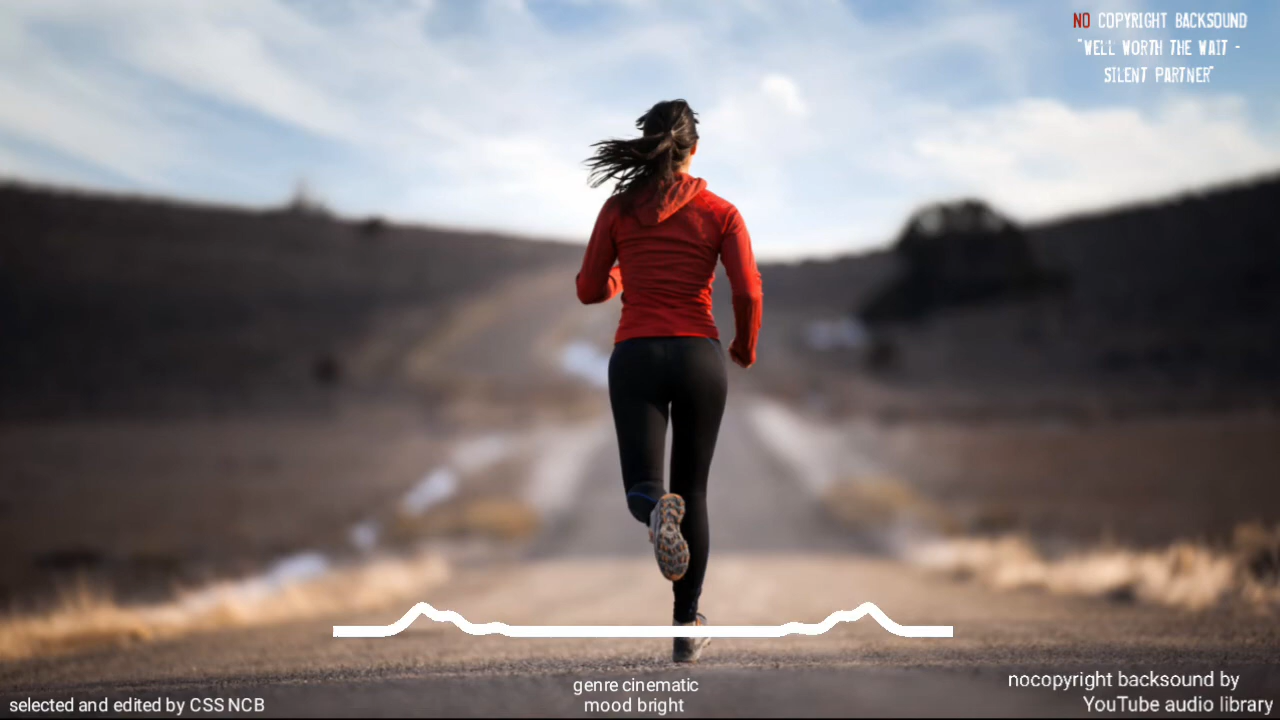 NO COPYRIGHT BACKSOUND
"WELL WORTH THE WAIT -
SILENT PARTNER"
genre cinematic
mood bright
selected and edited by CSS NCB
nocopyright backsound by
YouTube audio library